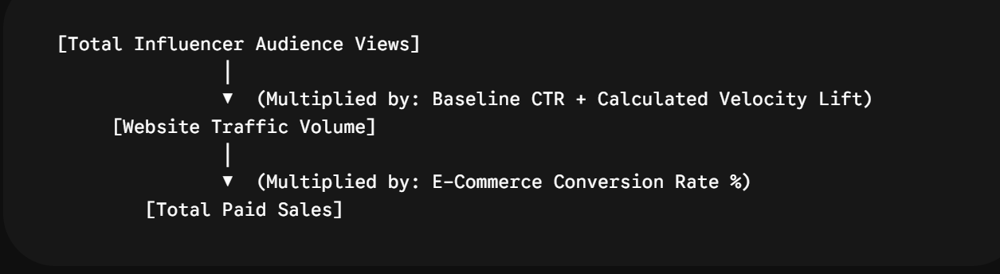 [Total Influencer Audience Views]
│
▼ (Multiplied by: Baseline CTR + Calculated Velocity Lift)
[Website Traffic Volume]
│
▼ (Multiplied by: E-Commerce Conversion Rate %)
[Total Paid Sales]